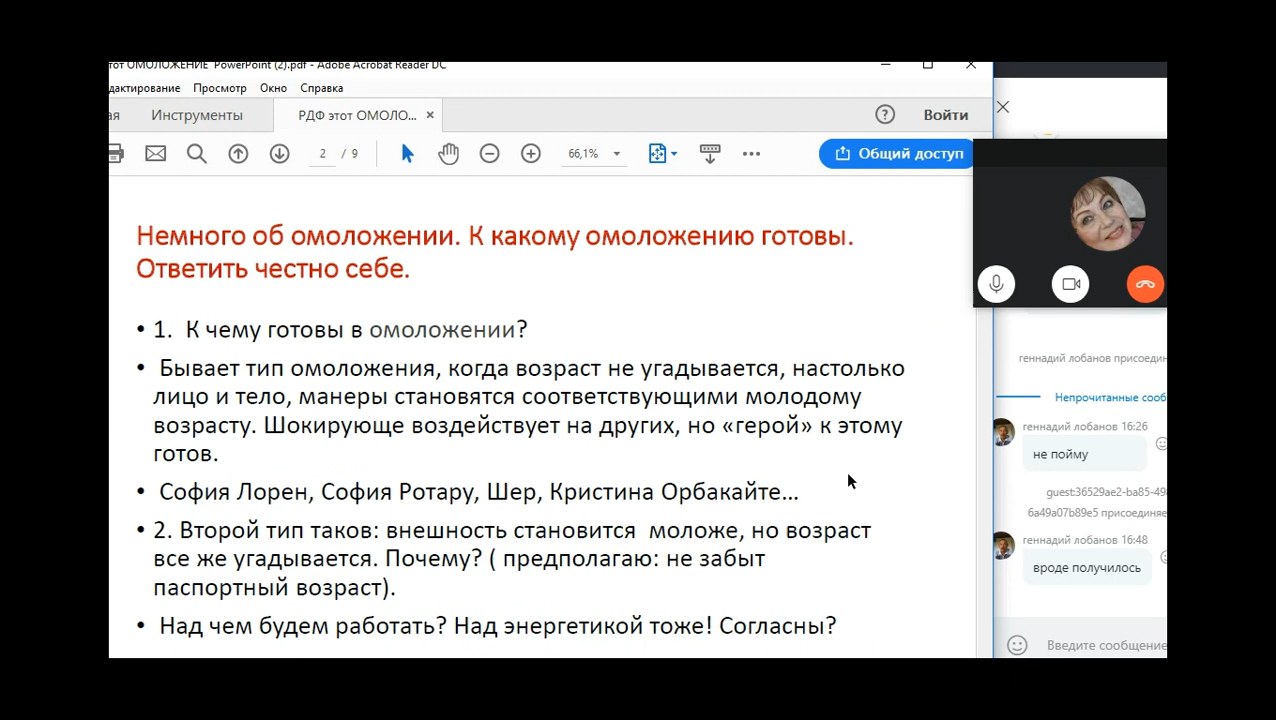 тот ОМОЛОЖЕНИЕ PowerPoint (2).pdf - Adobe Acrobat Reader DC
дактирование Просмотр Окно Справка
ая Инструменты РДФ этот ОМОЛО... × Войти
2 / 9 66,1% Общий доступ
Немного об омоложении. К какому омоложению готовы.
Ответить честно себе.
• 1. К чему готовы в омоложении?
• Бывает тип омоложения, когда возраст не угадывается, настолько
лицо и тело, манеры становятся соответствующими молодому
возрасту. Шокирующе воздействует на других, но «герой» к этому
готов.
• София Лорен, София Ротару, Шер, Кристина Орбакайте…
• 2. Второй тип таков: внешность становится моложе, но возраст
все же угадывается. Почему? ( предполагаю: не забыт
паспортный возраст).
• Над чем будем работать? Над энергетикой тоже! Согласны?
геннадий лобанов присоедин
Непрочитанные сооб
геннадий лобанов 16:26
не пойму
guest:36529ae2-ba85-498
6a49a07b89e5 присоединяе
геннадий лобанов 16:48
вроде получилось
Введите сообщение